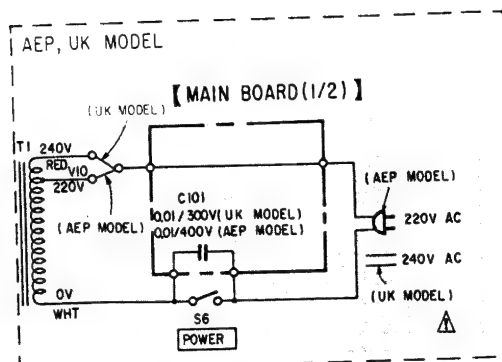 AEP, UK MODEL
【MAIN BOARD(1/2)】
(UK MODEL)
T1
240V
RED
VIO
220V
(AEP MODEL)
C101
0.01/300V(UK MODEL)
0.01/400V(AEP MODEL)
(AEP MODEL)
220V AC
240V AC
(UK MODEL)
0V
WHT
S6
POWER